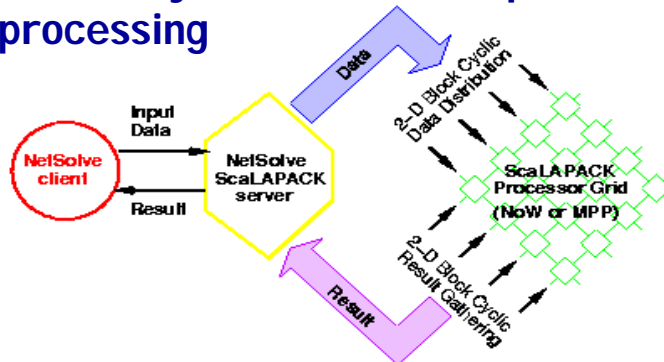 processing
Input
Data
NetSolve
client
Result
NetSolve
ScaLAPACK
server
Data
2-D Block Cyclic
Data Distribution
ScaLAPACK
Processor Grid
(NoW or MPP)
2-D Block Cyclic
Result Gathering
Result